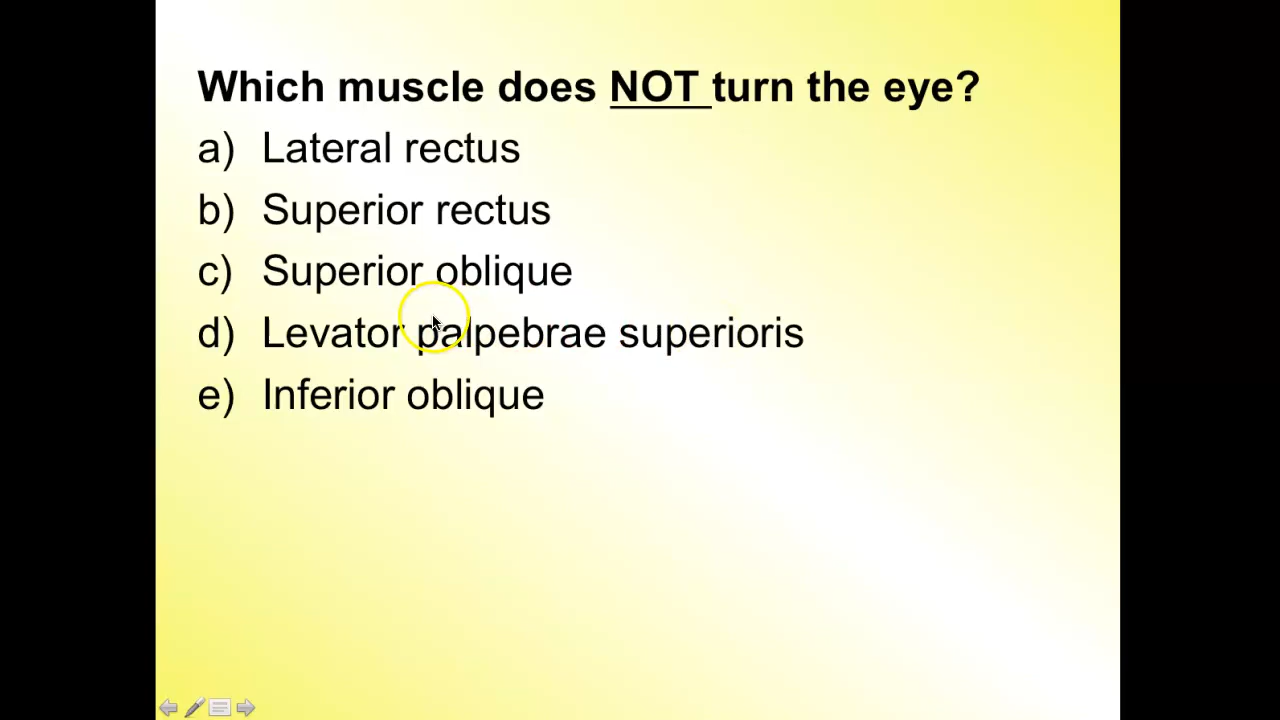 Which muscle does NOT turn the eye?
a) Lateral rectus
b) Superior rectus
c) Superior oblique
d) Levator palpebrae superioris
e) Inferior oblique